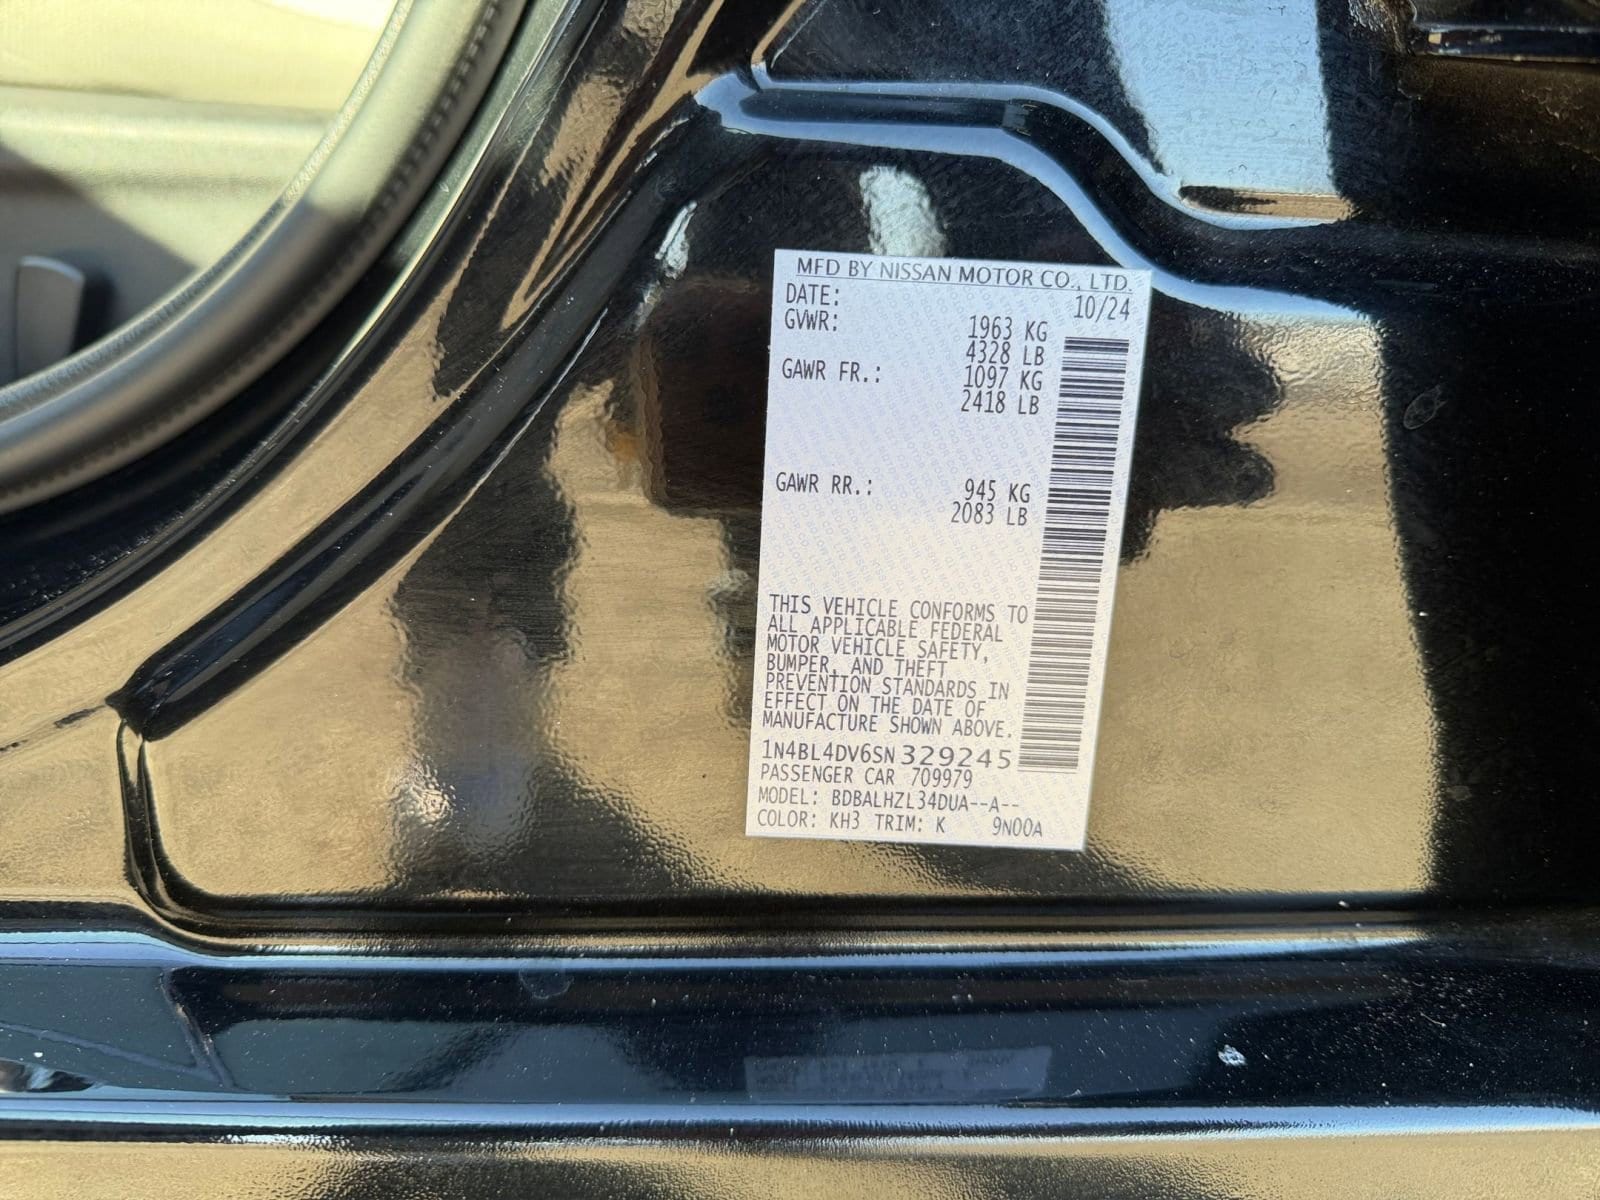 MFD BY NISSAN MOTOR CO., LTD.
DATE: 10/24
GVWR: 1963 KG
4328 LB
GAWR FR.: 1097 KG
2418 LB
GAWR RR.: 945 KG
2083 LB
THIS VEHICLE CONFORMS TO
ALL APPLICABLE FEDERAL
MOTOR VEHICLE SAFETY,
BUMPER, AND THEFT
PREVENTION STANDARDS IN
EFFECT ON THE DATE OF
MANUFACTURE SHOWN ABOVE.
1N4BL4DV6SN329245
PASSENGER CAR 709979
MODEL: BDBALHZL34DUA--A--
COLOR: KH3 TRIM: K 9N00A